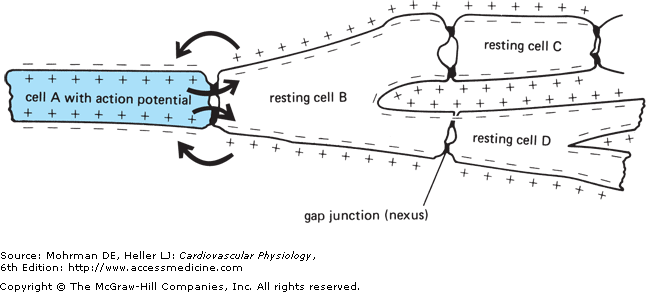 resting cell C
cell A with action potential
resting cell B
resting cell D
gap junction (nexus)
Source: Mohrman DE, Heller LJ: Cardiovascular Physiology,
6th Edition: http://www.accessmedicine.com
Copyright © The McGraw-Hill Companies, Inc. All rights reserved.